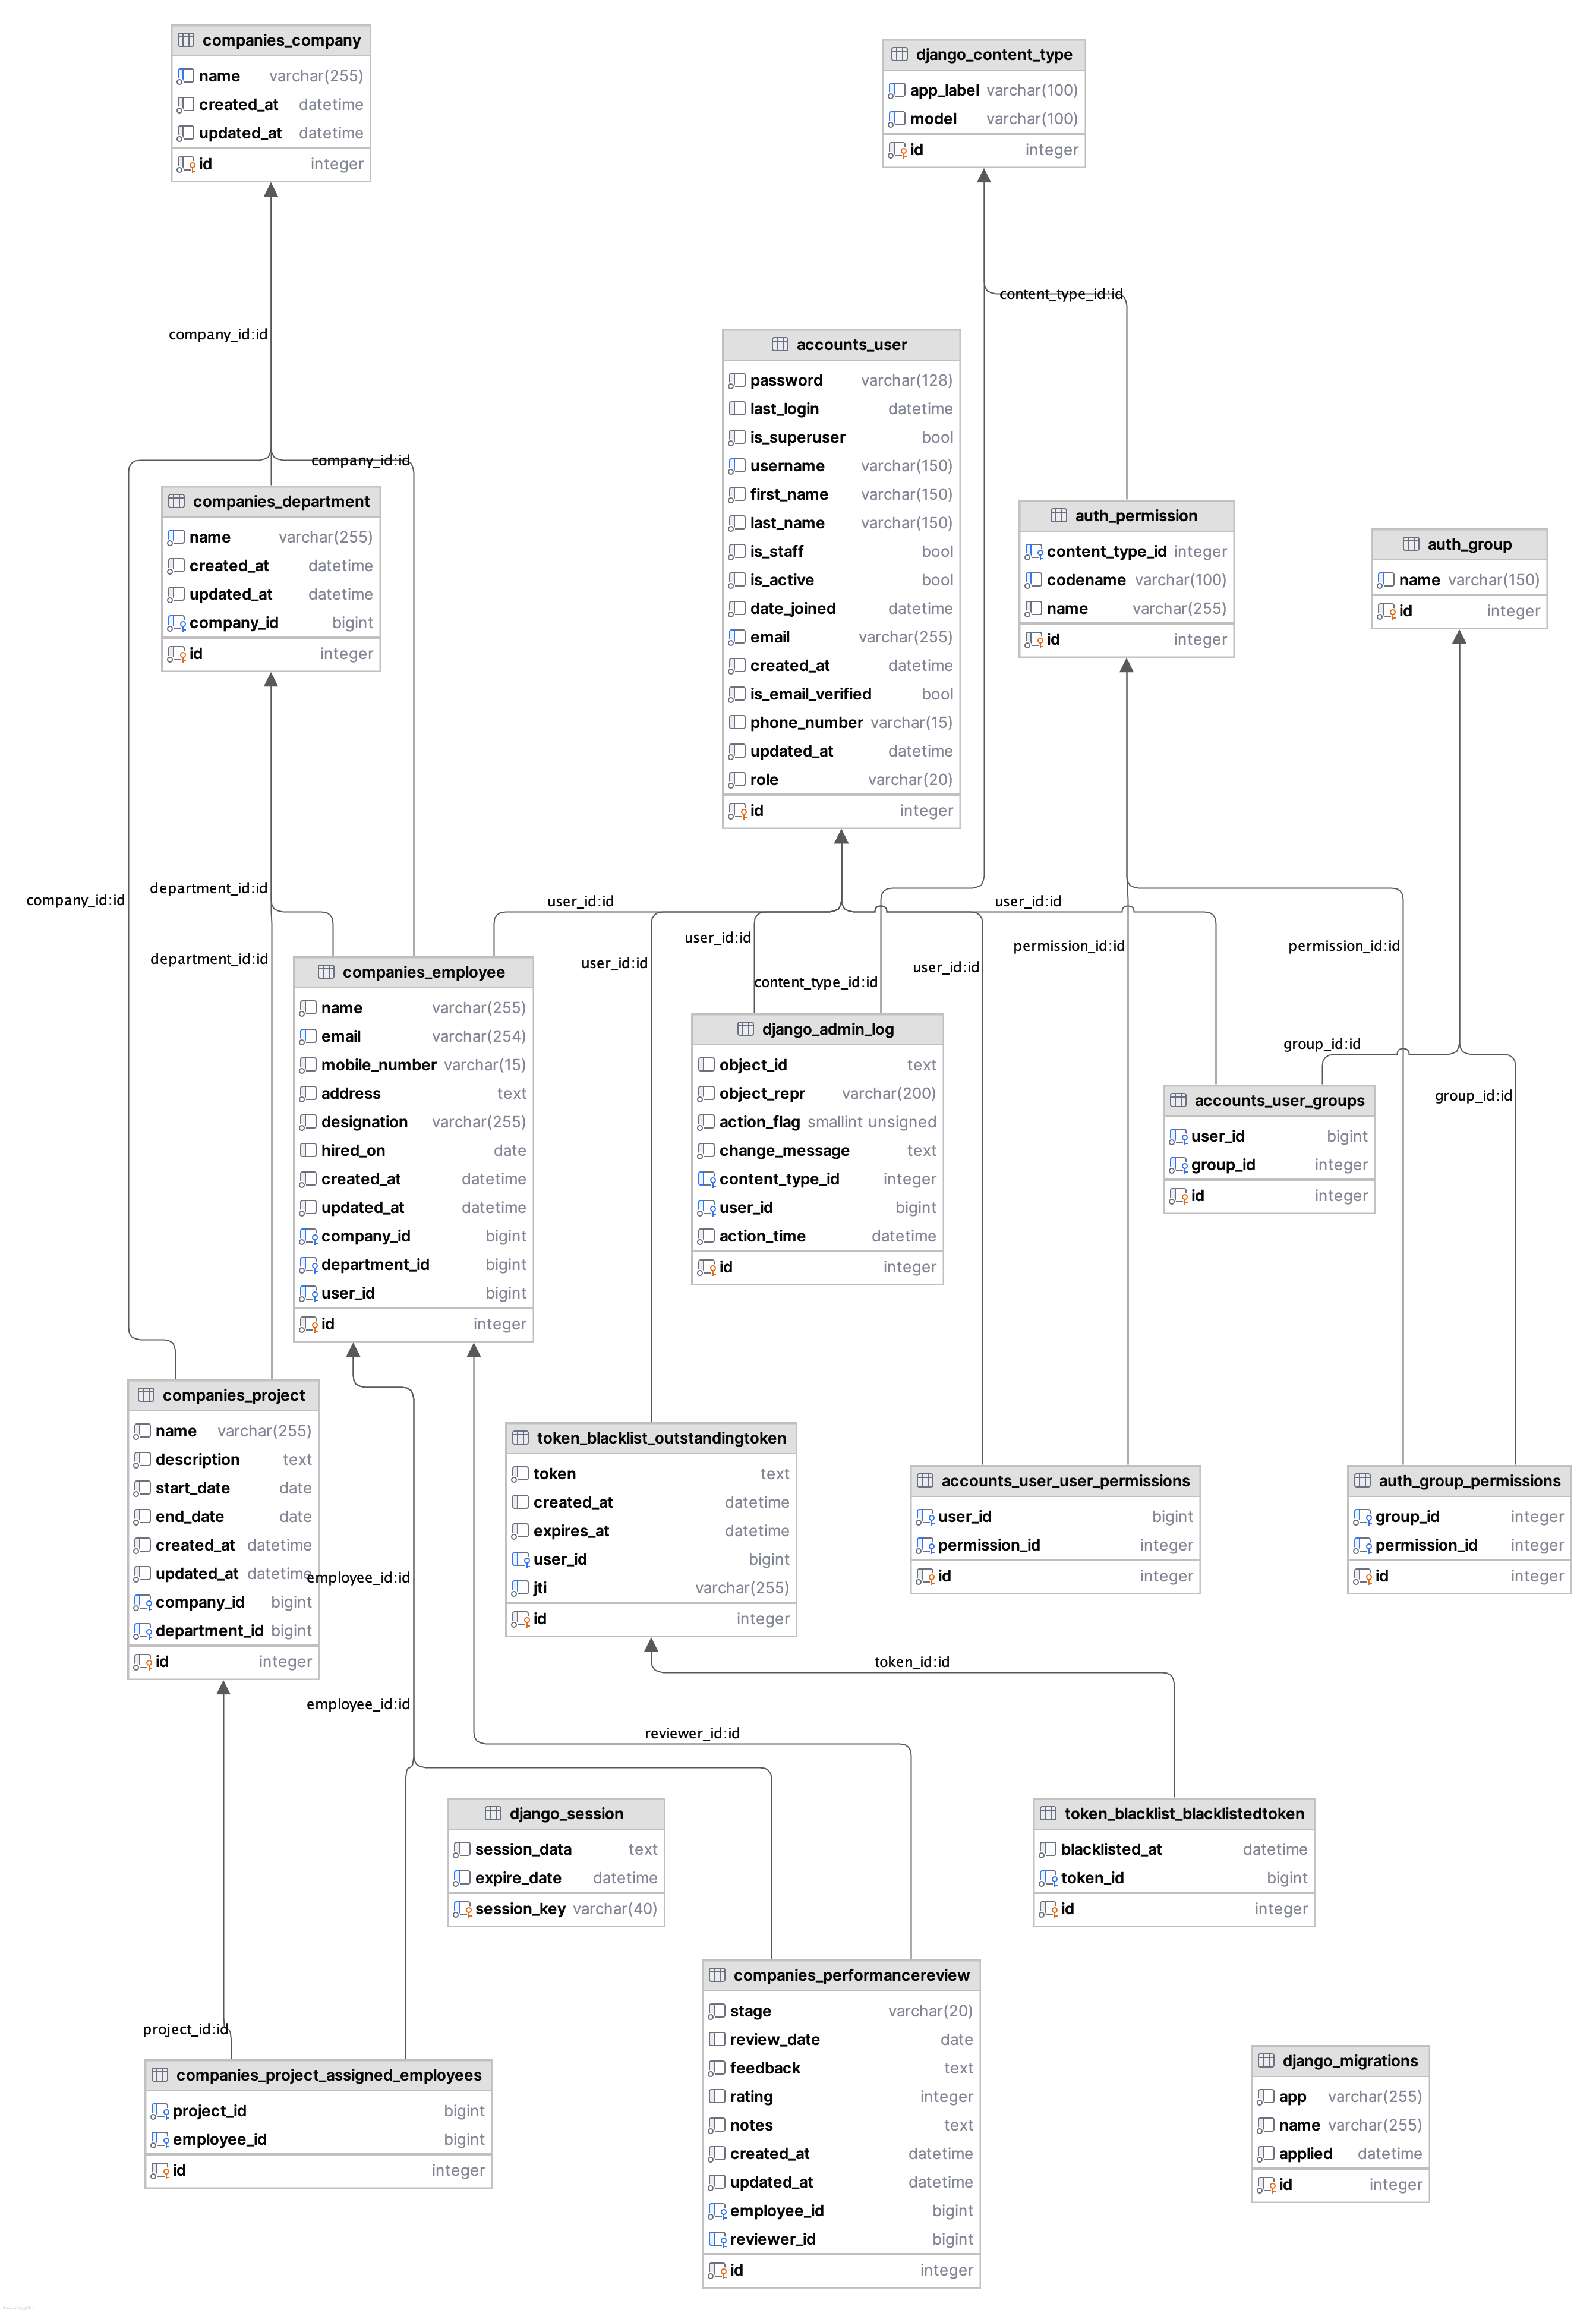 companies_company
name varchar(255)
created_at datetime
updated_at datetime
id integer
django_content_type
app_label varchar(100)
model varchar(100)
id integer
company_id:id
content_type_id:id
company_id:id
accounts_user
password varchar(128)
last_login datetime
is_superuser bool
username varchar(150)
first_name varchar(150)
last_name varchar(150)
is_staff bool
is_active bool
date_joined datetime
email varchar(255)
created_at datetime
is_email_verified bool
phone_number varchar(15)
updated_at datetime
role varchar(20)
id integer
companies_department
name varchar(255)
created_at datetime
updated_at datetime
company_id bigint
id integer
auth_permission
content_type_id integer
codename varchar(100)
name varchar(255)
id integer
auth_group
name varchar(150)
id integer
company_id:id
department_id:id
department_id:id
user_id:id
user_id:id
user_id:id
content_type_id:id
user_id:id
user_id:id
permission_id:id
permission_id:id
group_id:id
group_id:id
companies_employee
name varchar(255)
email varchar(254)
mobile_number varchar(15)
address text
designation varchar(255)
hired_on date
created_at datetime
updated_at datetime
company_id bigint
department_id bigint
user_id bigint
id integer
django_admin_log
object_id text
object_repr varchar(200)
action_flag smallint unsigned
change_message text
content_type_id integer
user_id bigint
action_time datetime
id integer
accounts_user_groups
user_id bigint
group_id integer
id integer
companies_project
name varchar(255)
description text
start_date date
end_date date
created_at datetime
updated_at datetime
company_id bigint
department_id bigint
id integer
employee_id:id
employee_id:id
token_blacklist_outstandingtoken
token text
created_at datetime
expires_at datetime
user_id bigint
jti varchar(255)
id integer
accounts_user_user_permissions
user_id bigint
permission_id integer
id integer
auth_group_permissions
group_id integer
permission_id integer
id integer
token_id:id
reviewer_id:id
django_session
session_data text
expire_date datetime
session_key varchar(40)
token_blacklist_blacklistedtoken
blacklisted_at datetime
token_id bigint
id integer
project_id:id
companies_project_assigned_employees
project_id bigint
employee_id bigint
id integer
companies_performancereview
stage varchar(20)
review_date date
feedback text
rating integer
notes text
created_at datetime
updated_at datetime
employee_id bigint
reviewer_id bigint
id integer
django_migrations
app varchar(255)
name varchar(255)
applied datetime
id integer